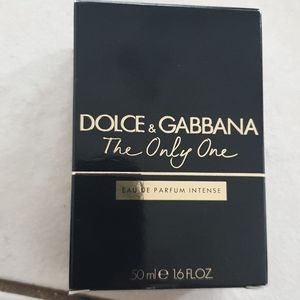 DOLCE & GABBANA
The Only One
EAU DE PARFUM INTENSE
50 ml ℮ 1.6 FL.OZ.